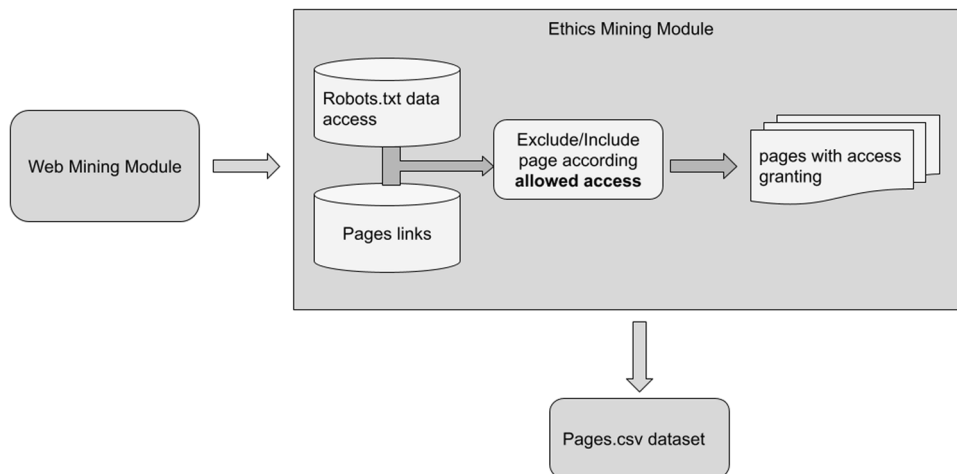 Ethics Mining Module
Robots.txt data
access
Web Mining Module
Exclude/Include
page according
allowed access
pages with access
granting
Pages links
Pages.csv dataset